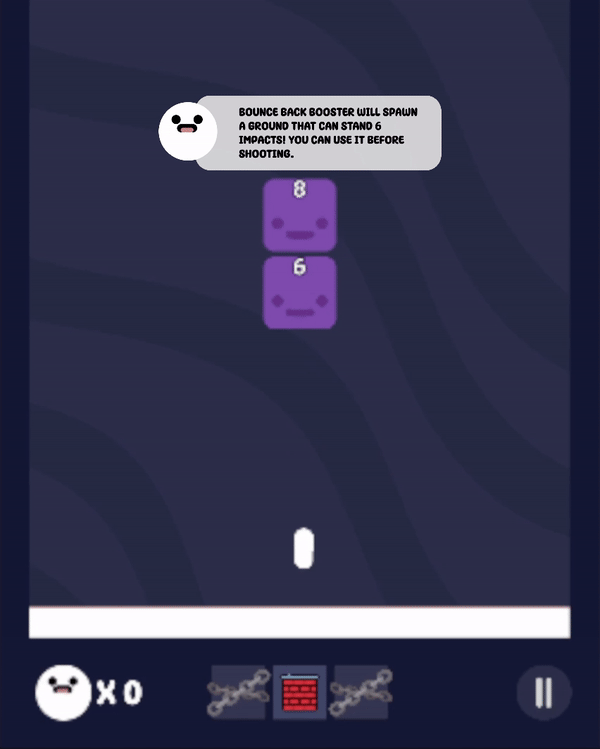 BOUNCE BACK BOOSTER WILL SPAWN
A GROUND THAT CAN STAND 6
IMPACTS! YOU CAN USE IT BEFORE
SHOOTING.
8
6
X 0